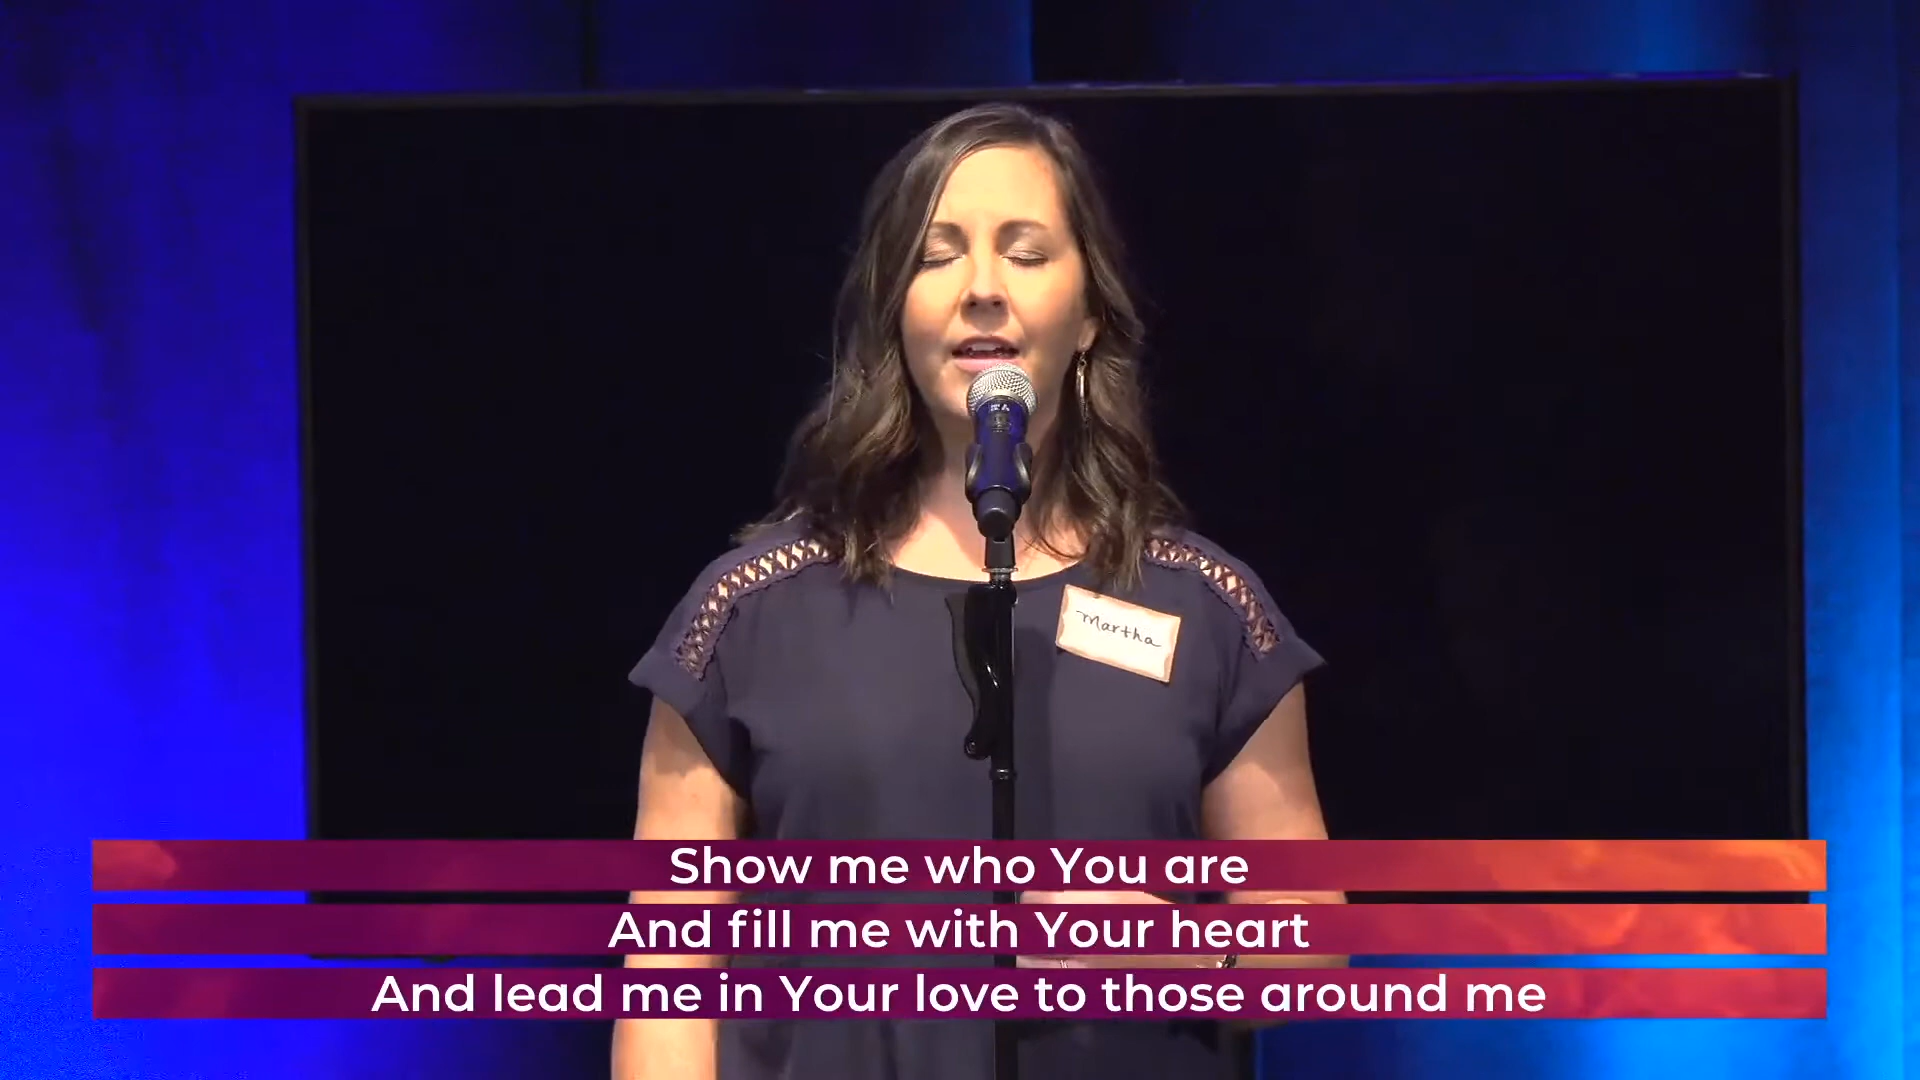 Martha
Show me who You are
And fill me with Your heart
And lead me in Your love to those around me